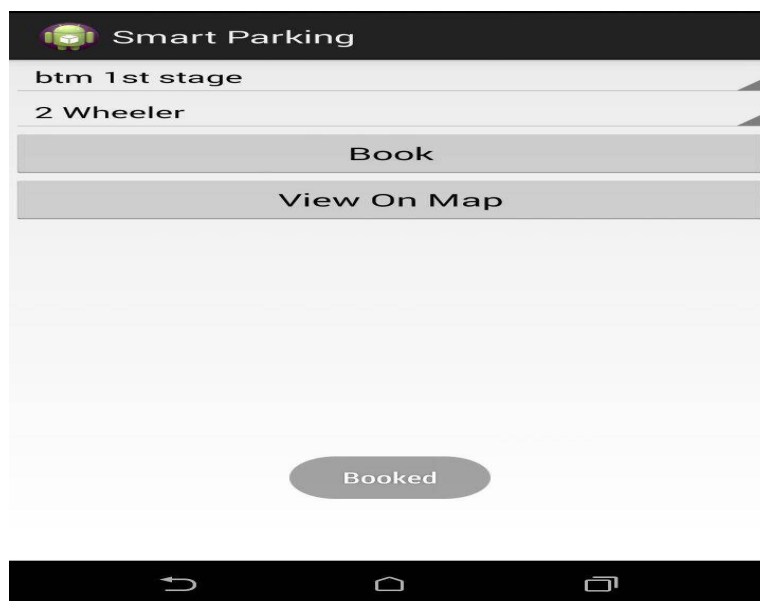 Smart Parking
btm 1st stage
2 Wheeler
Book
View On Map
Booked